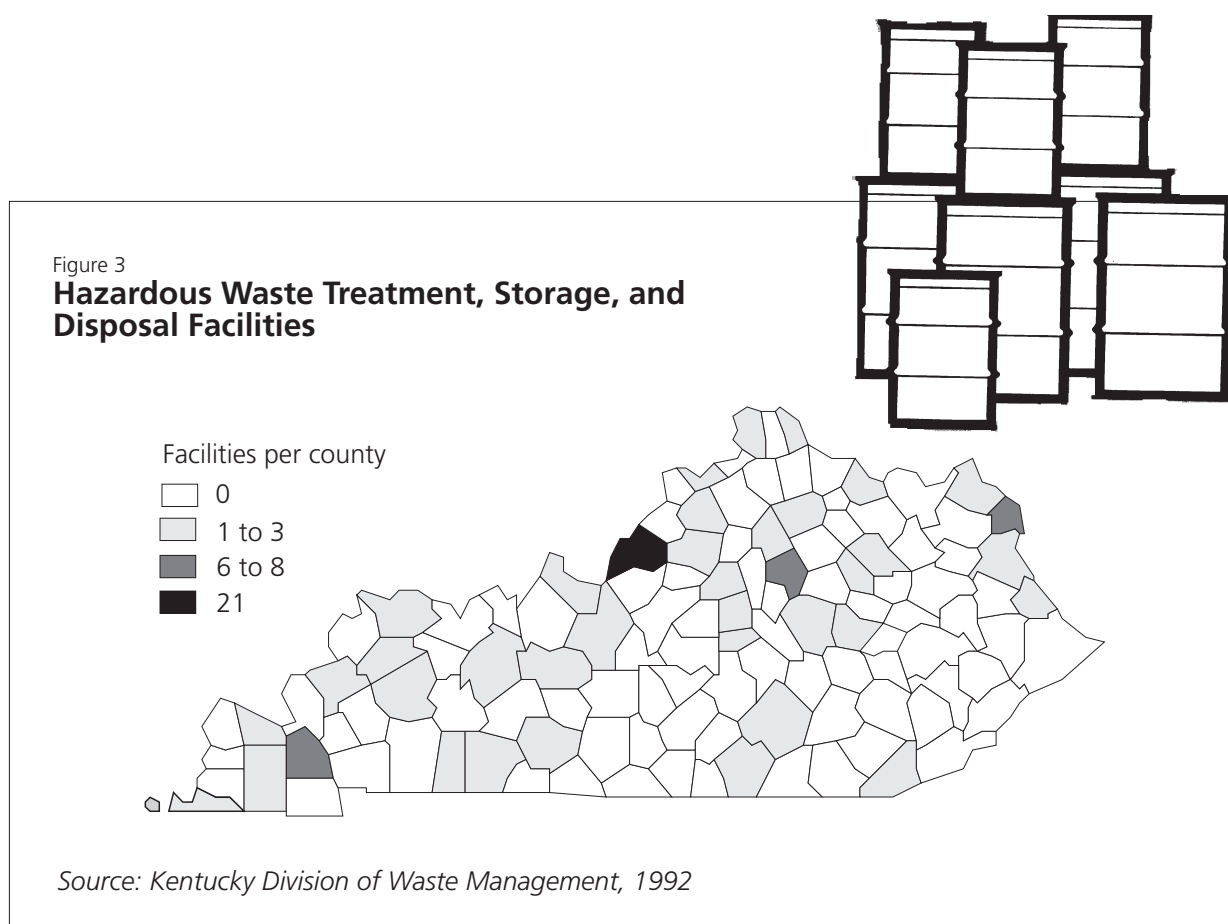 Figure 3
Hazardous Waste Treatment, Storage, and
Disposal Facilities
Facilities per county
0
1 to 3
6 to 8
21
Source: Kentucky Division of Waste Management, 1992